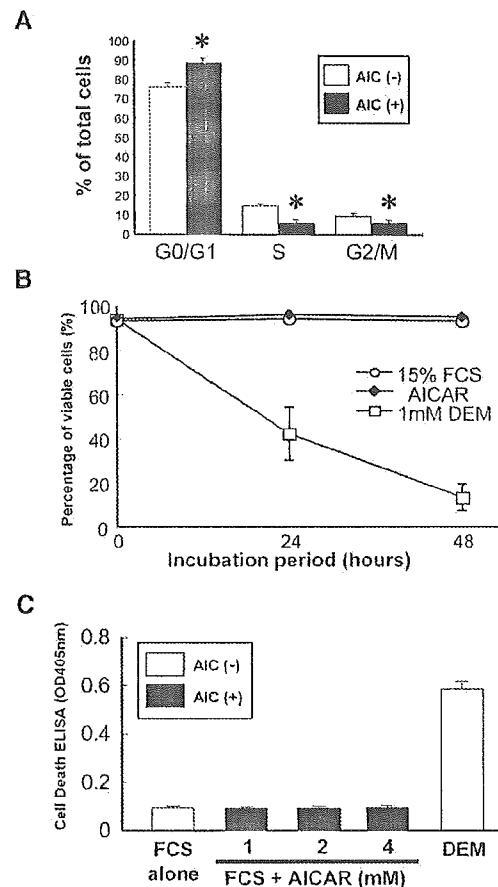 A
% of total cells
100
90
80
70
60
50
40
30
20
10
0
*
*
*
AIC (-)
AIC (+)
G0/G1 S G2/M
B
Percentage of viable cells (%)
100
80
60
40
20
0
15% FCS
AICAR
1mM DEM
0 24 48
Incubation period (hours)
C
Cell Death ELISA (OD405nm)
0.8
0.6
0.4
0.2
0
AIC (-)
AIC (+)
FCS alone
1 2 4
FCS + AICAR (mM)
DEM